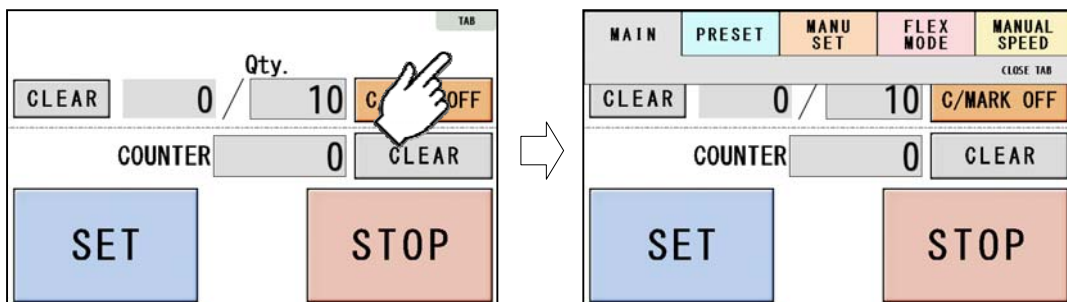 TAB
Qty.
CLEAR 0 / 10 C/ OFF
COUNTER 0 CLEAR
SET STOP
MAIN PRESET MANU SET FLEX MODE MANUAL SPEED
CLOSE TAB
CLEAR 0 / 10 C/MARK OFF
COUNTER 0 CLEAR
SET STOP